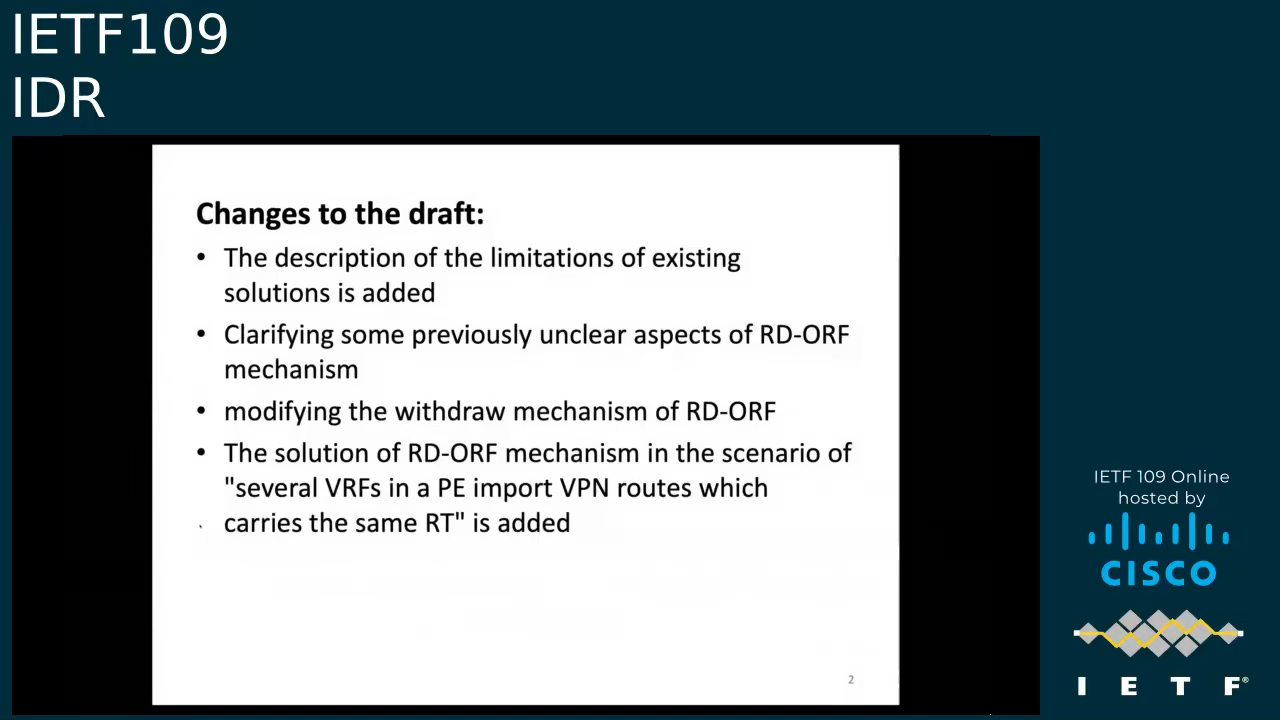 IETF109
IDR
Changes to the draft:
• The description of the limitations of existing
solutions is added
• Clarifying some previously unclear aspects of RD-ORF
mechanism
• modifying the withdraw mechanism of RD-ORF
• The solution of RD-ORF mechanism in the scenario of
"several VRFs in a PE import VPN routes which
carries the same RT" is added
2
IETF 109 Online
hosted by
CISCO
I E T F®